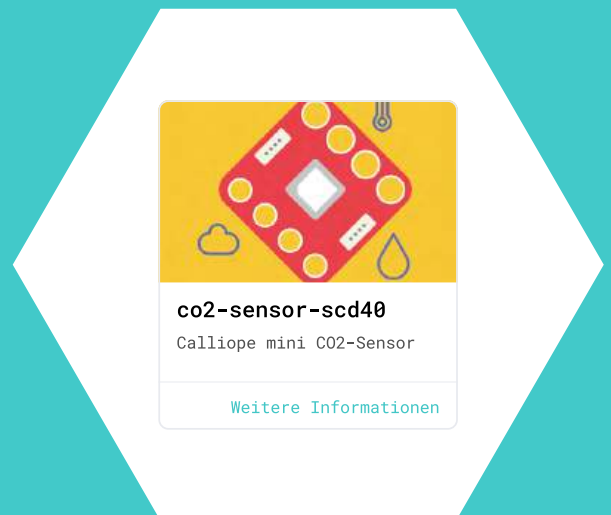 co2-sensor-scd40
Calliope mini CO2-Sensor
Weitere Informationen